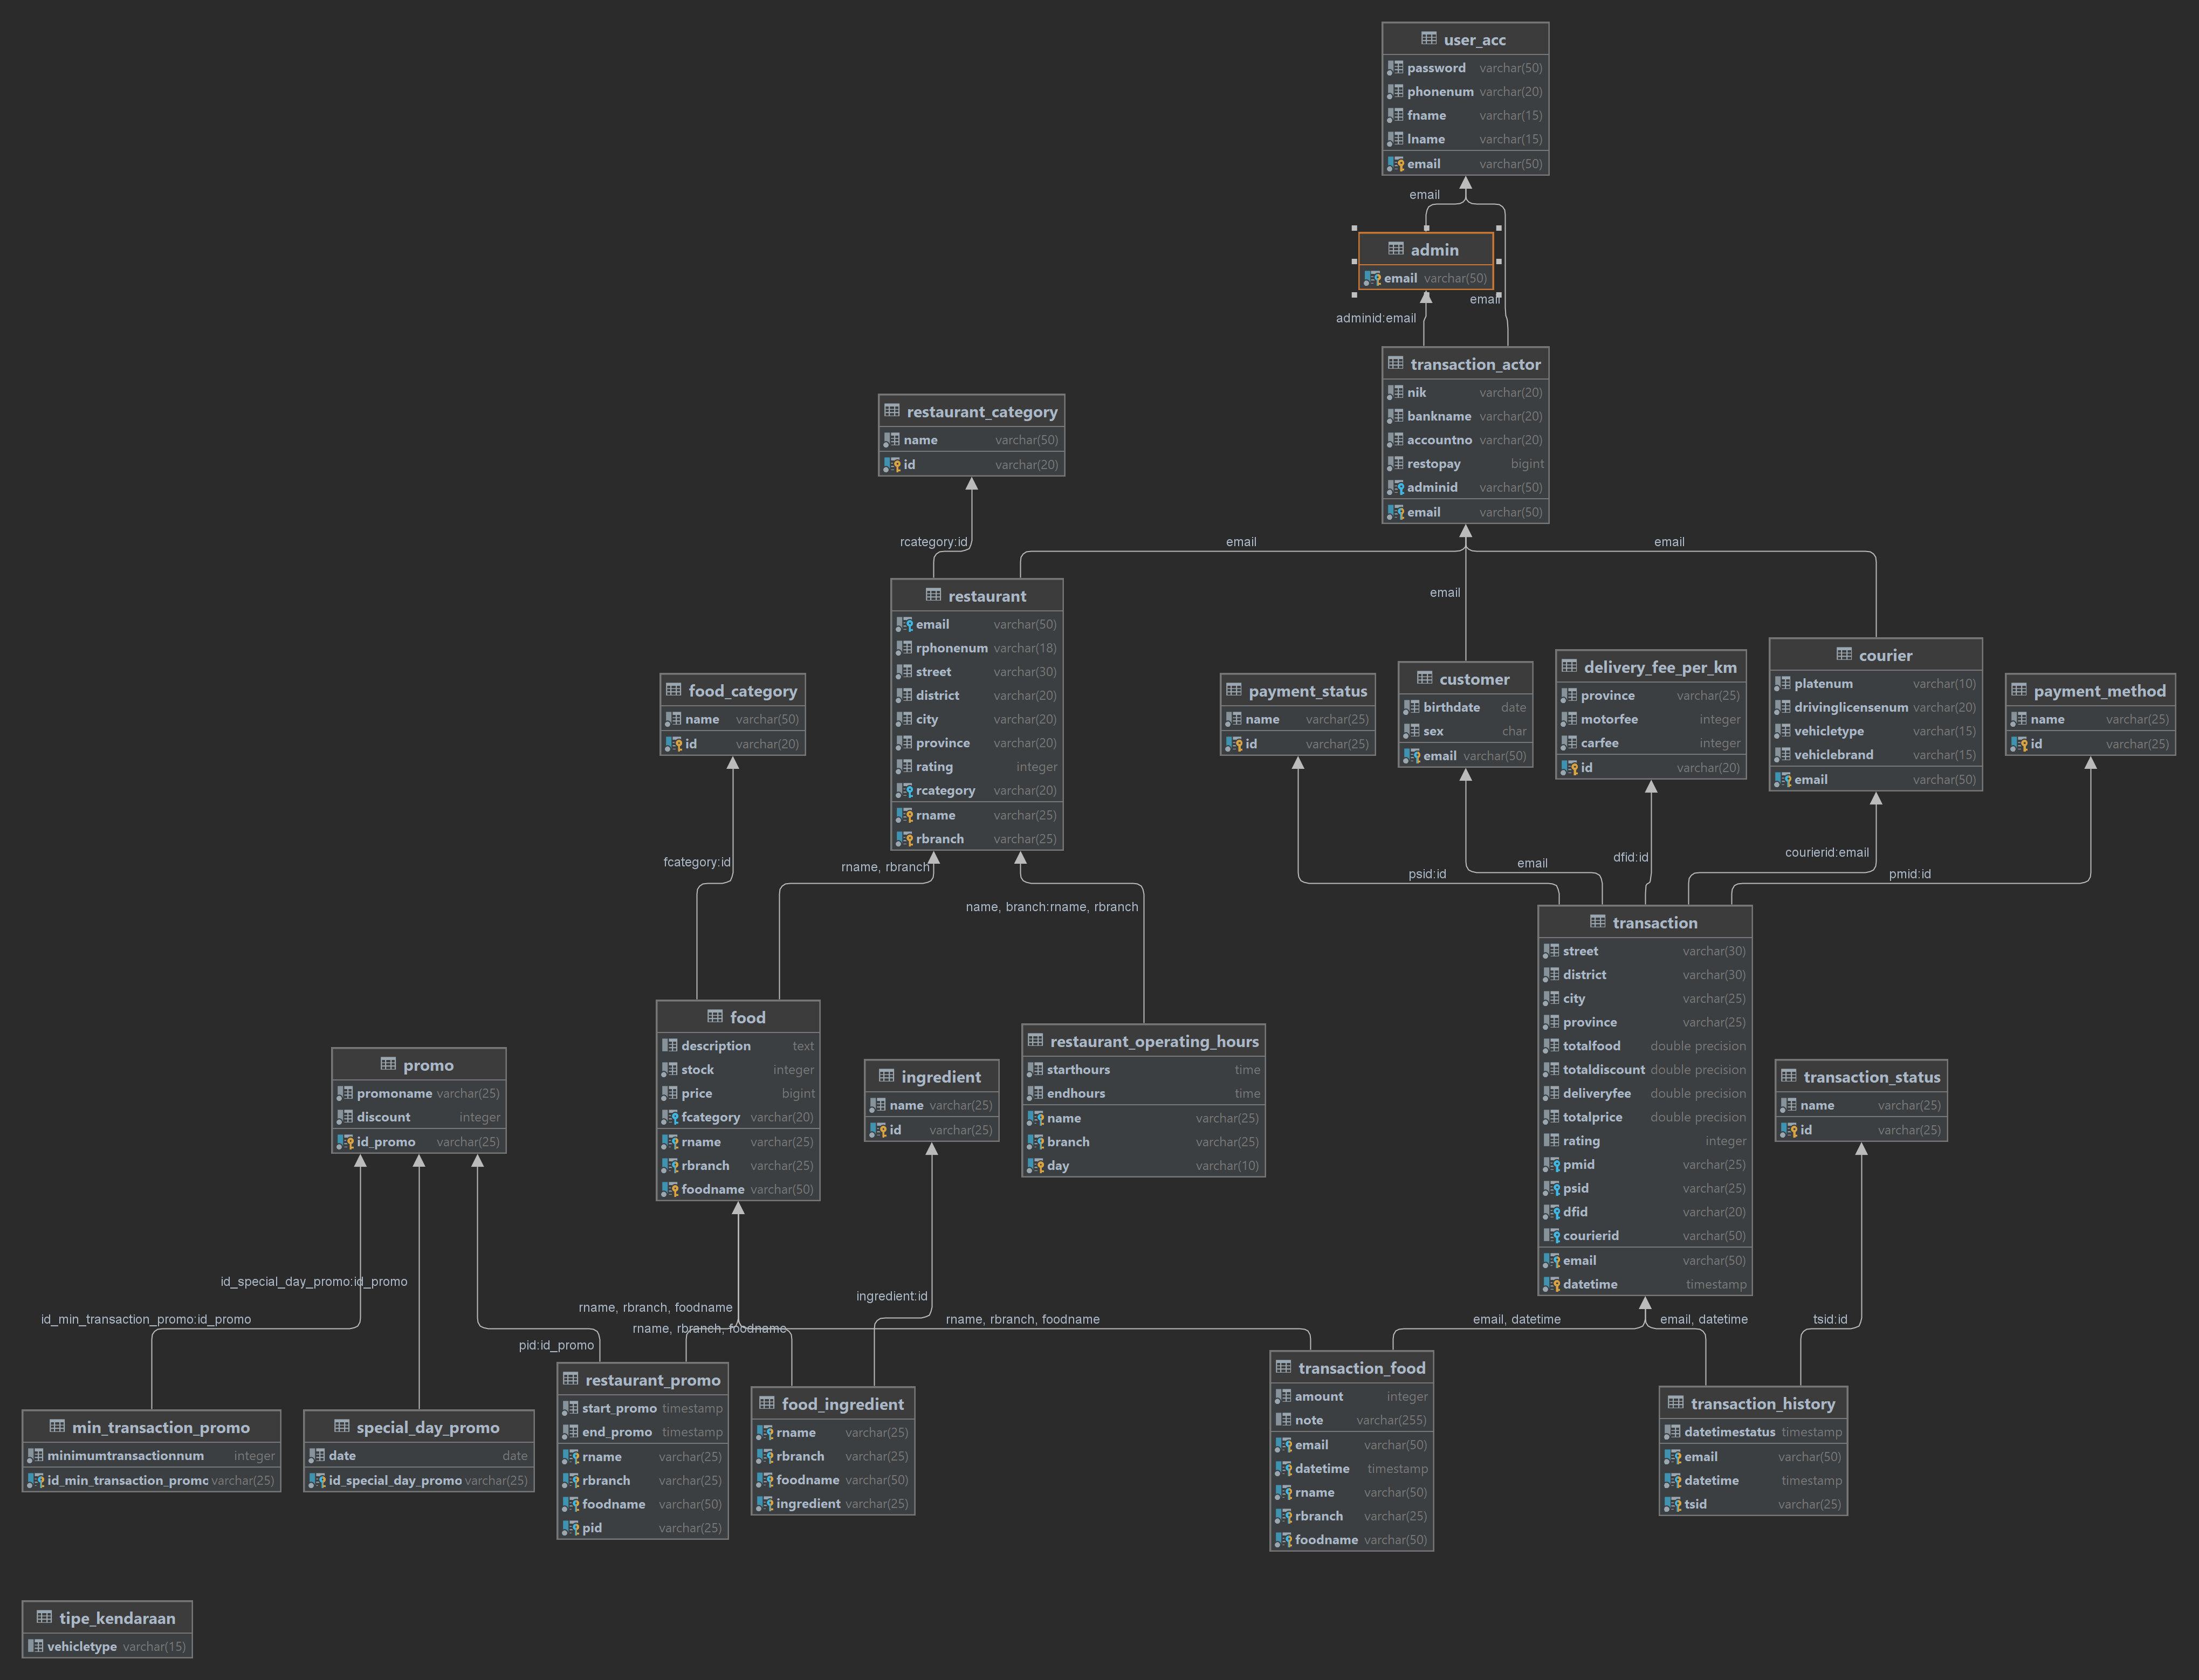 user_acc
password varchar(50)
phonenum varchar(20)
fname varchar(15)
lname varchar(15)
email varchar(50)
email
admin
email varchar(50)
email
adminid:email
transaction_actor
nik varchar(20)
bankname varchar(20)
accountno varchar(20)
restopay bigint
adminid varchar(50)
email varchar(50)
restaurant_category
name varchar(50)
id varchar(20)
rcategory:id
email
email
email
restaurant
email varchar(50)
rphonenum varchar(18)
street varchar(30)
district varchar(20)
city varchar(20)
province varchar(20)
rating integer
rcategory varchar(20)
rname varchar(25)
rbranch varchar(25)
food_category
name varchar(50)
id varchar(20)
payment_status
name varchar(25)
id varchar(25)
customer
birthdate date
sex char
email varchar(50)
delivery_fee_per_km
province varchar(25)
motorfee integer
carfee integer
id varchar(20)
courier
platenum varchar(10)
drivinglicensenum varchar(20)
vehicletype varchar(15)
vehiclebrand varchar(15)
email varchar(50)
payment_method
name varchar(25)
id varchar(25)
fcategory:id
rname, rbranch
name, branch:rname, rbranch
psid:id
email
dfid:id
courierid:email
pmid:id
transaction
street varchar(30)
district varchar(30)
city varchar(25)
province varchar(25)
totalfood double precision
totaldiscount double precision
deliveryfee double precision
totalprice double precision
rating integer
pmid varchar(25)
psid varchar(25)
dfid varchar(20)
courierid varchar(50)
email varchar(50)
datetime timestamp
food
description text
stock integer
price bigint
fcategory varchar(20)
rname varchar(25)
rbranch varchar(25)
foodname varchar(50)
restaurant_operating_hours
starthours time
endhours time
name varchar(25)
branch varchar(25)
day varchar(10)
promo
promoname varchar(25)
discount integer
id_promo varchar(25)
ingredient
name varchar(25)
id varchar(25)
transaction_status
name varchar(25)
id varchar(25)
id_special_day_promo:id_promo
id_min_transaction_promo:id_promo
pid:id_promo
rname, rbranch, foodname
rname, rbranch, foodname
ingredient:id
rname, rbranch, foodname
email, datetime
email, datetime
tsid:id
min_transaction_promo
minimumtransactionnum integer
id_min_transaction_promo varchar(25)
special_day_promo
date date
id_special_day_promo varchar(25)
restaurant_promo
start_promo timestamp
end_promo timestamp
rname varchar(25)
rbranch varchar(25)
foodname varchar(50)
pid varchar(25)
food_ingredient
rname varchar(25)
rbranch varchar(25)
foodname varchar(50)
ingredient varchar(25)
transaction_food
amount integer
note varchar(255)
email varchar(50)
datetime timestamp
rname varchar(50)
rbranch varchar(25)
foodname varchar(50)
transaction_history
datetimestatus timestamp
email varchar(50)
datetime timestamp
tsid varchar(25)
tipe_kendaraan
vehicletype varchar(15)